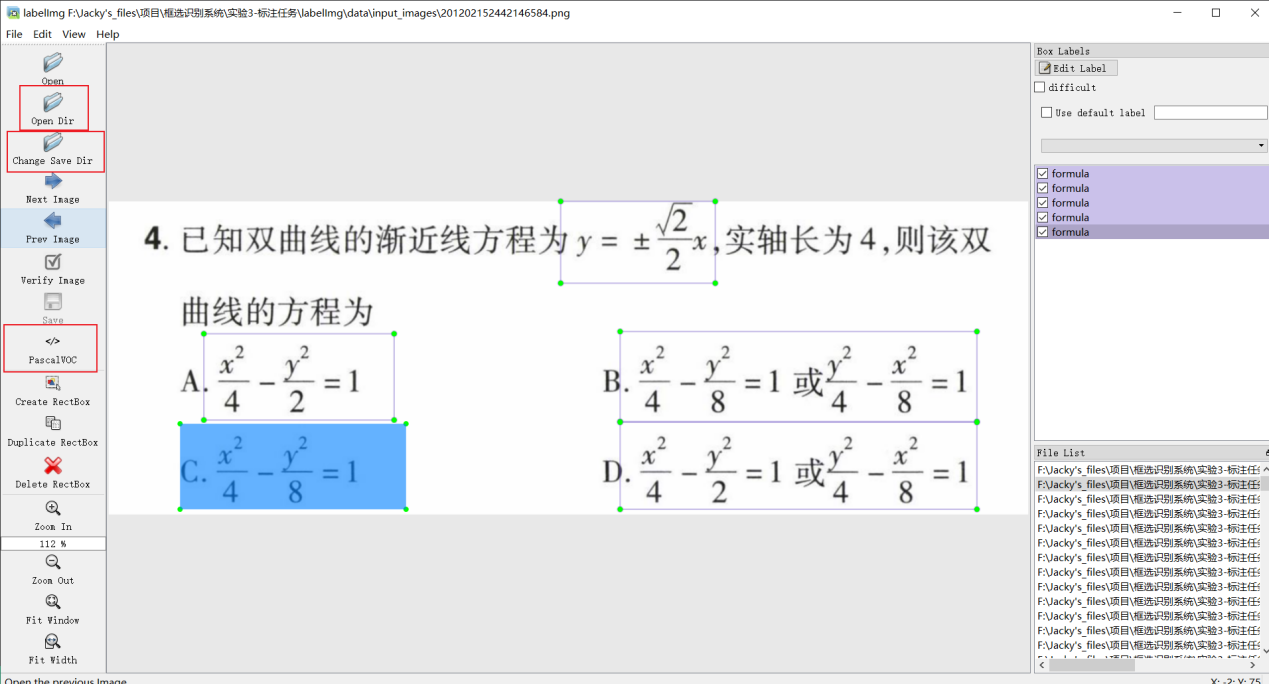 labelImg F:\Jacky's_files\项目\框选识别系统\实验3-标注任务\labelImg\data\input_images\201202152442146584.png
File Edit View Help
Open
Open Dir
Change Save Dir
Next Image
Prev Image
Verify Image
Save
</>
PascalVOC
Create RectBox
Duplicate RectBox
Delete RectBox
Zoom In
112 %
Zoom Out
Fit Window
Fit Width
4. 已知双曲线的渐近线方程为 y = ± \frac{\sqrt{2}}{2}x,实轴长为 4,则该双
曲线的方程为
A. \frac{x^2}{4} − \frac{y^2}{2} = 1
B. \frac{x^2}{4} − \frac{y^2}{8} = 1 或 \frac{y^2}{4} − \frac{x^2}{8} = 1
C. \frac{x^2}{4} − \frac{y^2}{8} = 1
D. \frac{x^2}{4} − \frac{y^2}{2} = 1 或 \frac{y^2}{4} − \frac{x^2}{8} = 1
Box Labels
Edit Label
difficult
Use default label
formula
formula
formula
formula
formula
File List
F:\Jacky's_files\项目\框选识别系统\实验3-标注任
F:\Jacky's_files\项目\框选识别系统\实验3-标注任
F:\Jacky's_files\项目\框选识别系统\实验3-标注任
F:\Jacky's_files\项目\框选识别系统\实验3-标注任
F:\Jacky's_files\项目\框选识别系统\实验3-标注任
F:\Jacky's_files\项目\框选识别系统\实验3-标注任
F:\Jacky's_files\项目\框选识别系统\实验3-标注任
F:\Jacky's_files\项目\框选识别系统\实验3-标注任
F:\Jacky's_files\项目\框选识别系统\实验3-标注任
F:\Jacky's_files\项目\框选识别系统\实验3-标注任
F:\Jacky's_files\项目\框选识别系统\实验3-标注任
F:\Jacky's_files\项目\框选识别系统\实验3-标注任
F:\Jacky's_files\项目\框选识别系统\实验3-标注任
Open the previous Image
X: -2; Y: 75